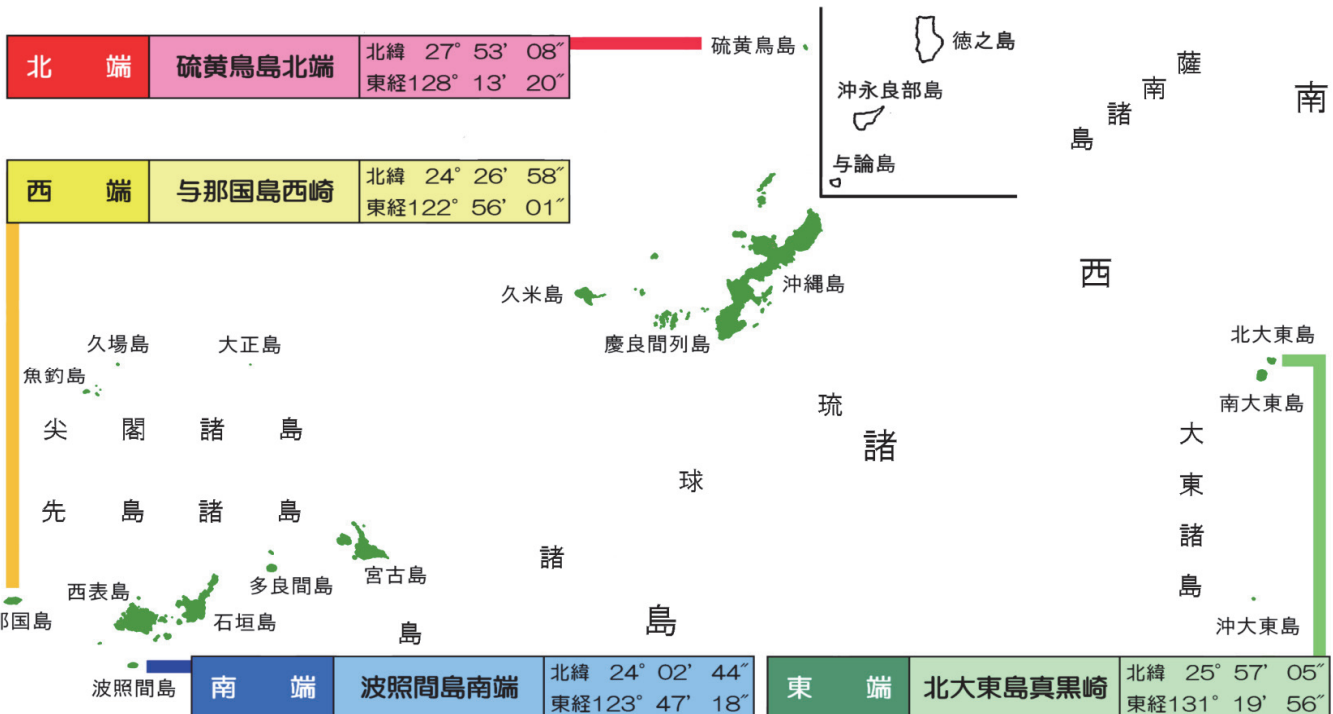 北端 硫黄鳥島北端 北緯 27° 53’ 08″
東経128° 13’ 20″
硫黄鳥島
徳之島
沖永良部島
与論島
薩南諸島
西端 与那国島西崎 北緯 24° 26’ 58″
東経122° 56’ 01″
南西諸島
沖縄島
久米島
慶良間列島
久場島
大正島
魚釣島
尖閣諸島
先島諸島
琉球諸島
北大東島
南大東島
大東諸島
沖大東島
宮古島
多良間島
西表島
石垣島
那国島
波照間島
南端 波照間島南端 北緯 24° 02’ 44″
東経123° 47’ 18″
東端 北大東島真黒崎 北緯 25° 57’ 05″
東経131° 19’ 56″